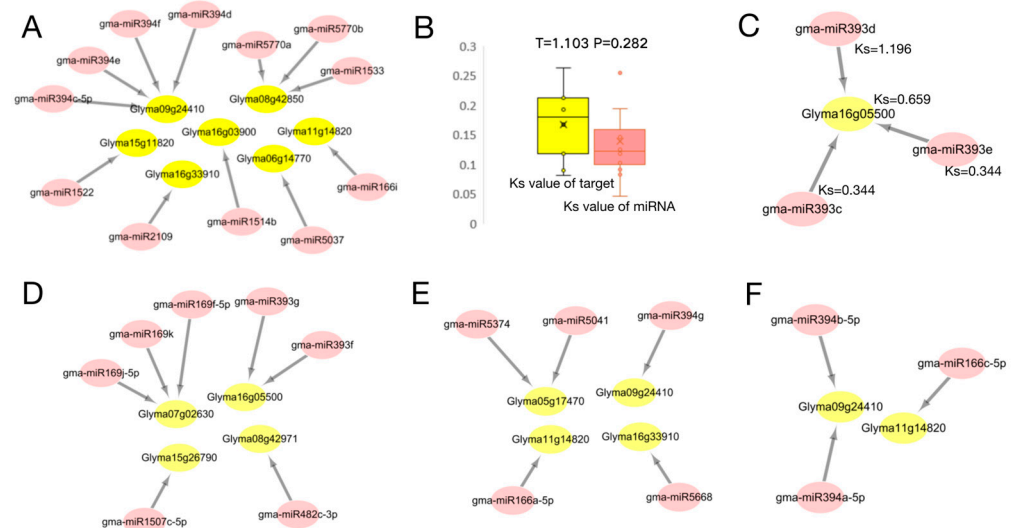 A
gma-miR394f
gma-miR394d
gma-miR5770b
gma-miR5770a
gma-miR394e
gma-miR1533
gma-miR394c-5p
Glyma09g24410
Glyma08g42850
Glyma16g03900
Glyma11g14820
Glyma15g11820
Glyma06g14770
Glyma16g33910
gma-miR1522
gma-miR166i
gma-miR1514b
gma-miR2109
gma-miR5037
B
T=1.103 P=0.282
0.3
0.25
0.2
0.15
0.1
0.05
0
Ks value of target
Ks value of miRNA
C
gma-miR393d
Ks=1.196
Ks=0.659
Glyma16g05500
gma-miR393e
Ks=0.344
Ks=0.344
gma-miR393c
D
gma-miR169f-5p
gma-miR393g
gma-miR169k
gma-miR393f
gma-miR169j-5p
Glyma16g05500
Glyma07g02630
Glyma08g42971
Glyma15g26790
gma-miR1507c-5p
gma-miR482c-3p
E
gma-miR5374
gma-miR5041
gma-miR394g
Glyma05g17470
Glyma09g24410
Glyma11g14820
Glyma16g33910
gma-miR166a-5p
gma-miR5668
F
gma-miR394b-5p
gma-miR166c-5p
Glyma09g24410
Glyma11g14820
gma-miR394a-5p